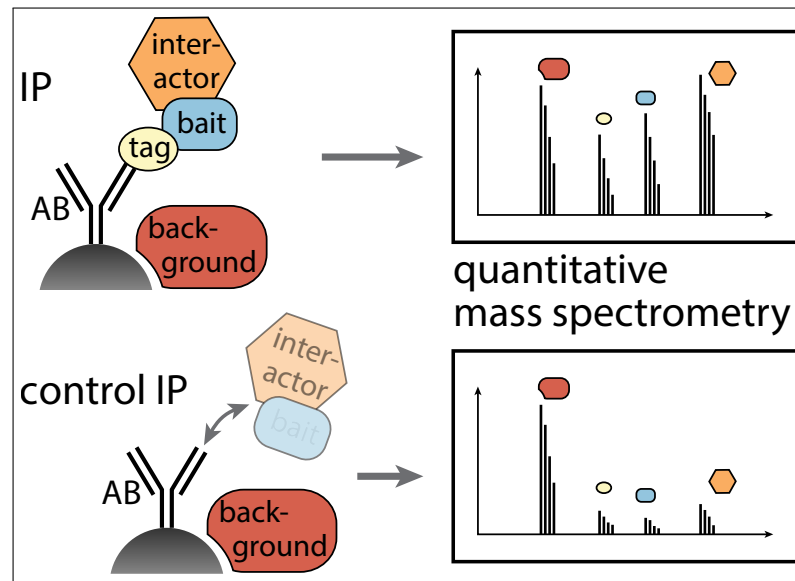 IP
inter-
actor
bait
tag
AB
back-
ground
quantitative
mass spectrometry
control IP
inter-
actor
bait
AB
back-
ground